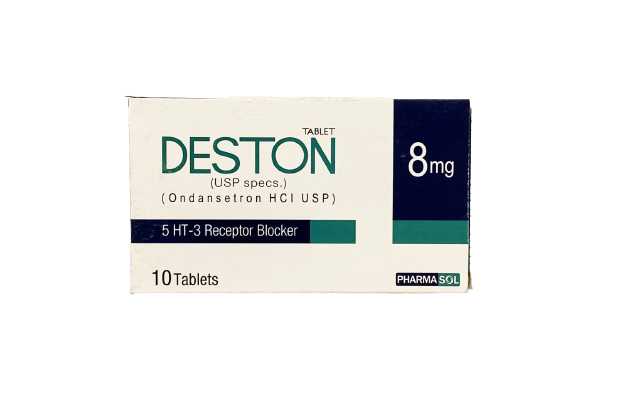 TABLET
DESTON
(USP specs.)
(Ondansetron HCl USP)
8mg
5 HT-3 Receptor Blocker
10 Tablets
PHARMASOL